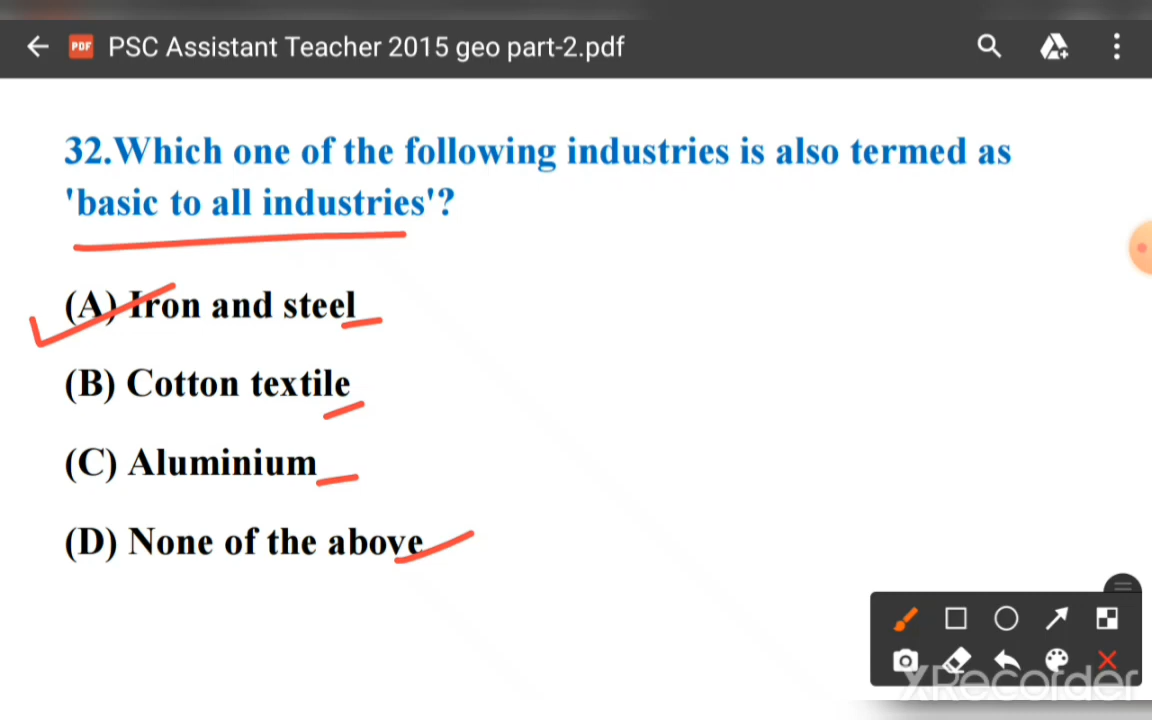 PDF PSC Assistant Teacher 2015 geo part-2.pdf
32.Which one of the following industries is also termed as
'basic to all industries'?
(A) Iron and steel
(B) Cotton textile
(C) Aluminium
(D) None of the above
XRecorder